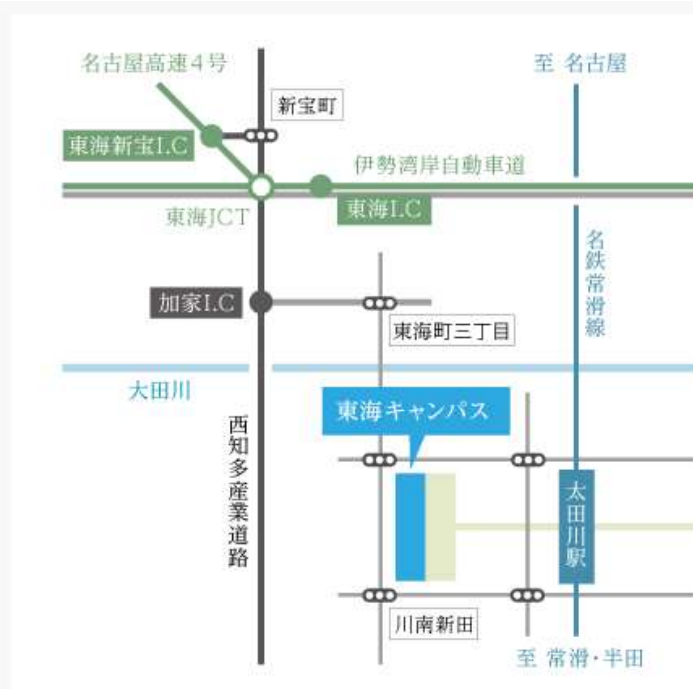 名古屋高速4号
至 名古屋
新宝町
東海新宝I.C
伊勢湾岸自動車道
東海JCT
東海I.C
名鉄常滑線
加家I.C
東海町三丁目
大田川
東海キャンパス
西知多産業道路
太田川駅
川南新田
至 常滑・半田